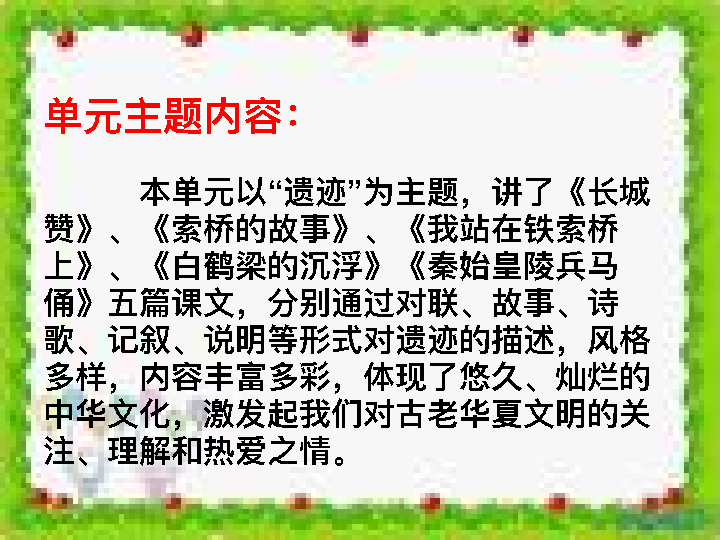 单元主题内容：
本单元以“遗迹”为主题，讲了《长城
赞》、《索桥的故事》、《我站在铁索桥
上》、《白鹤梁的沉浮》《秦始皇陵兵马
俑》五篇课文，分别通过对联、故事、诗
歌、记叙、说明等形式对遗迹的描述，风格
多样，内容丰富多彩，体现了悠久、灿烂的
中华文化，激发起我们对古老华夏文明的关
注、理解和热爱之情。